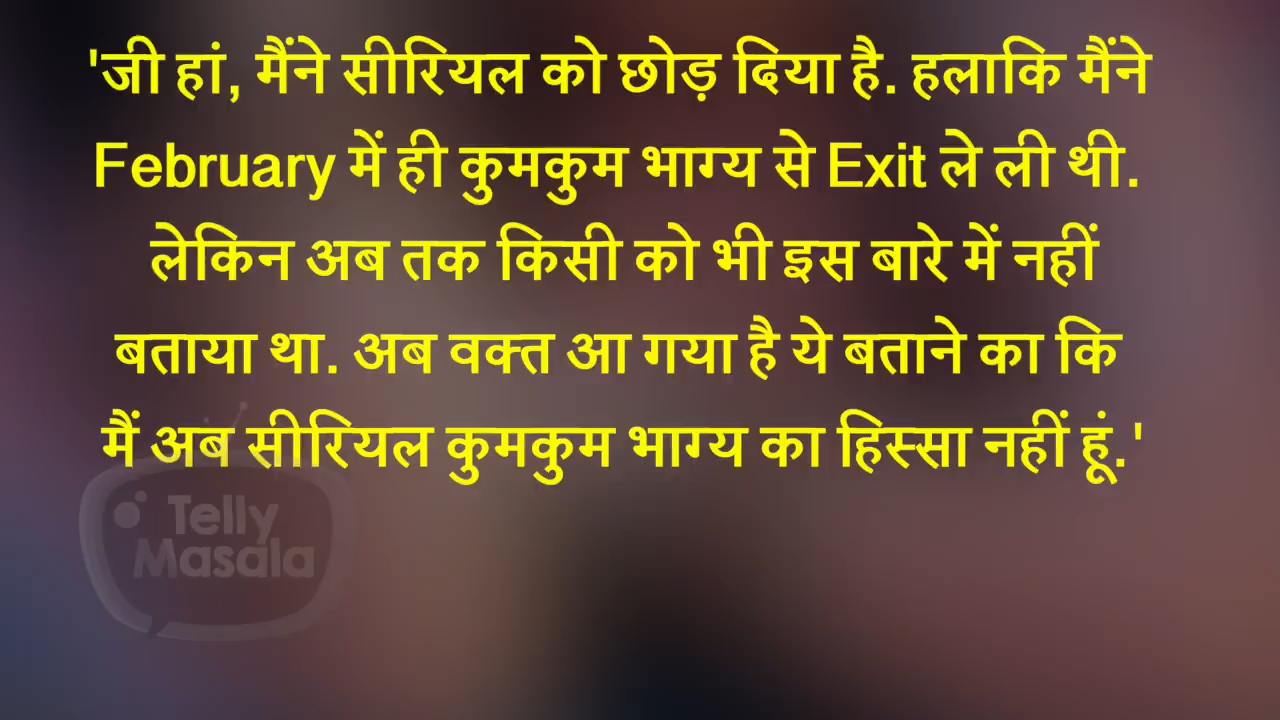 'जी हां, मैंने सीरियल को छोड़ दिया है. हलाकि मैंने
February में ही कुमकुम भाग्य से Exit ले ली थी.
लेकिन अब तक किसी को भी इस बारे में नहीं
बताया था. अब वक्त आ गया है ये बताने का कि
मैं अब सीरियल कुमकुम भाग्य का हिस्सा नहीं हूं.'
Telly
Masala